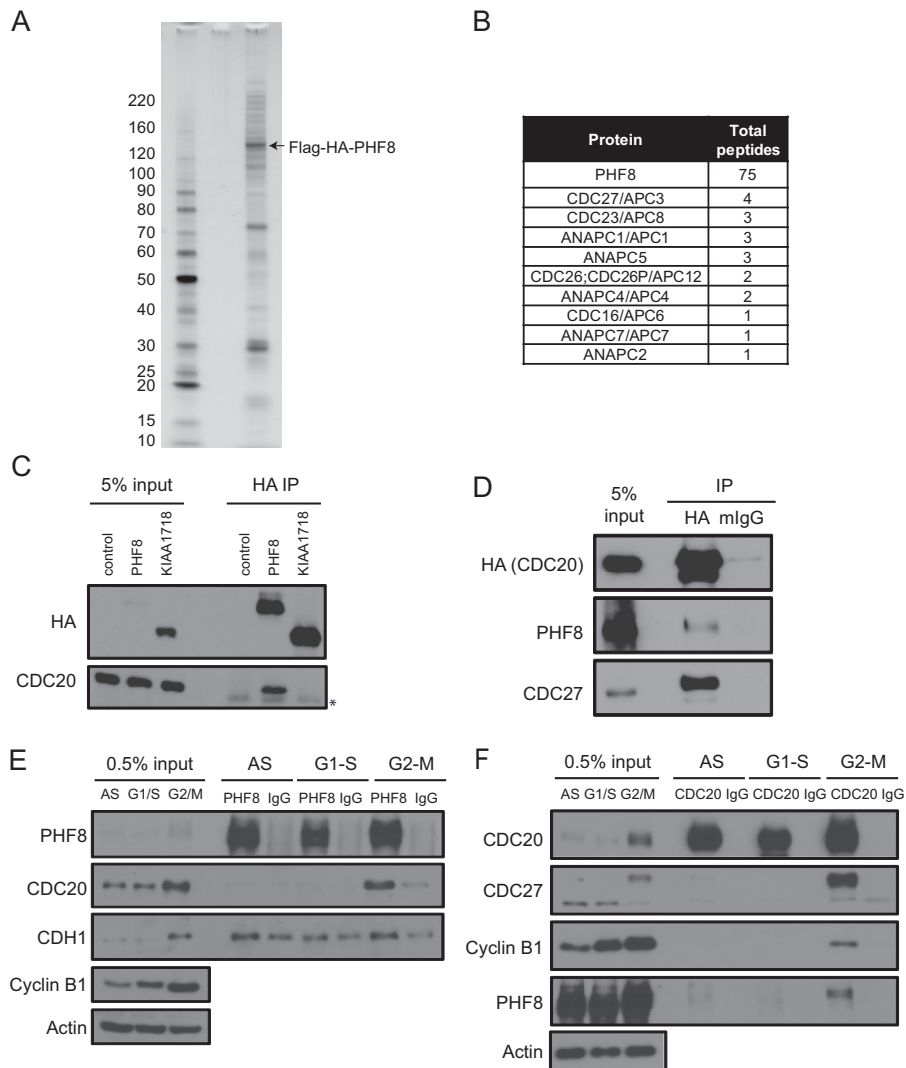 A
220
160
120
100
90
80
70
60
50
40
30
25
20
15
10
Flag-HA-PHF8
B
Protein Total peptides
PHF8 75
CDC27/APC3 4
CDC23/APC8 3
ANAPC1/APC1 3
ANAPC5 3
CDC26;CDC26P/APC12 2
ANAPC4/APC4 2
CDC16/APC6 1
ANAPC7/APC7 1
ANAPC2 1
C
5% input HA IP
control PHF8 KIAA1718 control PHF8 KIAA1718
HA
CDC20
*
D
5% input
IP
HA mIgG
HA (CDC20)
PHF8
CDC27
E
0.5% input AS G1-S G2-M
AS G1/S G2/M PHF8 IgG PHF8 IgG PHF8 IgG
PHF8
CDC20
CDH1
Cyclin B1
Actin
F
0.5% input AS G1-S G2-M
AS G1/S G2/M CDC20 IgG CDC20 IgG CDC20 IgG
CDC20
CDC27
Cyclin B1
PHF8
Actin